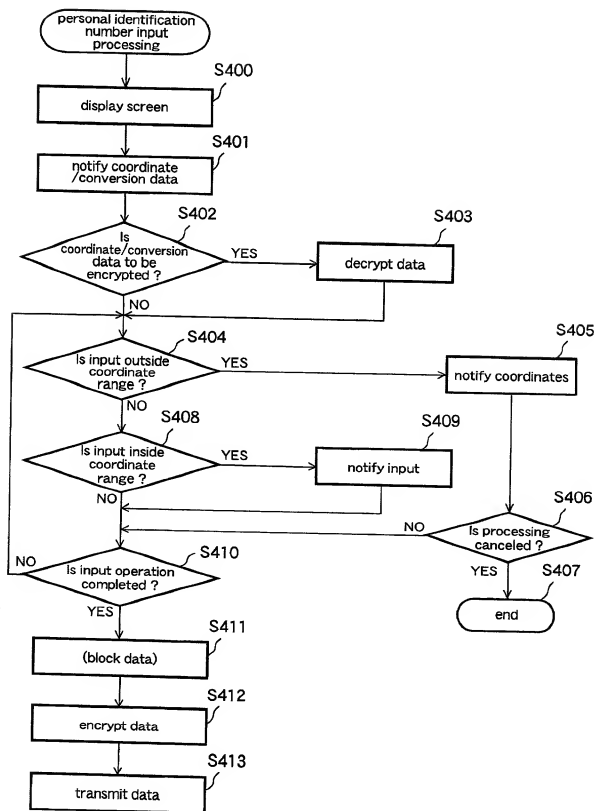 personal identification
number input
processing
S400
display screen
S401
notify coordinate
/conversion data
S402
Is
coordinate/conversion
data to be
encrypted ?
YES
S403
decrypt data
NO
S404
Is input outside
coordinate
range ?
YES
S405
notify coordinates
NO
S408
Is input inside
coordinate
range ?
YES
S409
notify input
NO
S406
Is processing
canceled ?
NO
YES
S407
end
S410
Is input operation
completed ?
NO
YES
S411
(block data)
S412
encrypt data
S413
transmit data